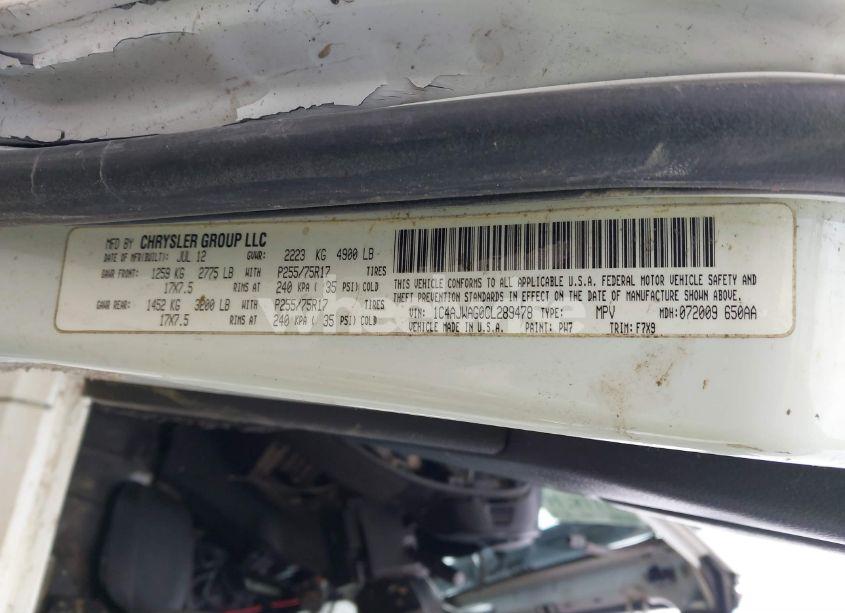 MFD BY CHRYSLER GROUP LLC
DATE OF MFR(BUILT): JUL 12 GVWR: 2223 KG 4900 LB
GAWR FRONT: 1259 KG 2775 LB WITH P255/75R17 TIRES
17X7.5 RIMS AT 240 KPA ( 35 PSI) COLD
GAWR REAR: 1452 KG 3200 LB WITH P255/75R17 TIRES
17X7.5 RIMS AT 240 KPA ( 35 PSI) COLD
THIS VEHICLE CONFORMS TO ALL APPLICABLE U.S.A. FEDERAL MOTOR VEHICLE SAFETY AND
THEFT PREVENTION STANDARDS IN EFFECT ON THE DATE OF MANUFACTURE SHOWN ABOVE.
VIN: 1C4AJWAG0CL289478 TYPE: MPV MDH: 072009 650AA
VEHICLE MADE IN U.S.A. PAINT: PW7 TRIM: F7X9